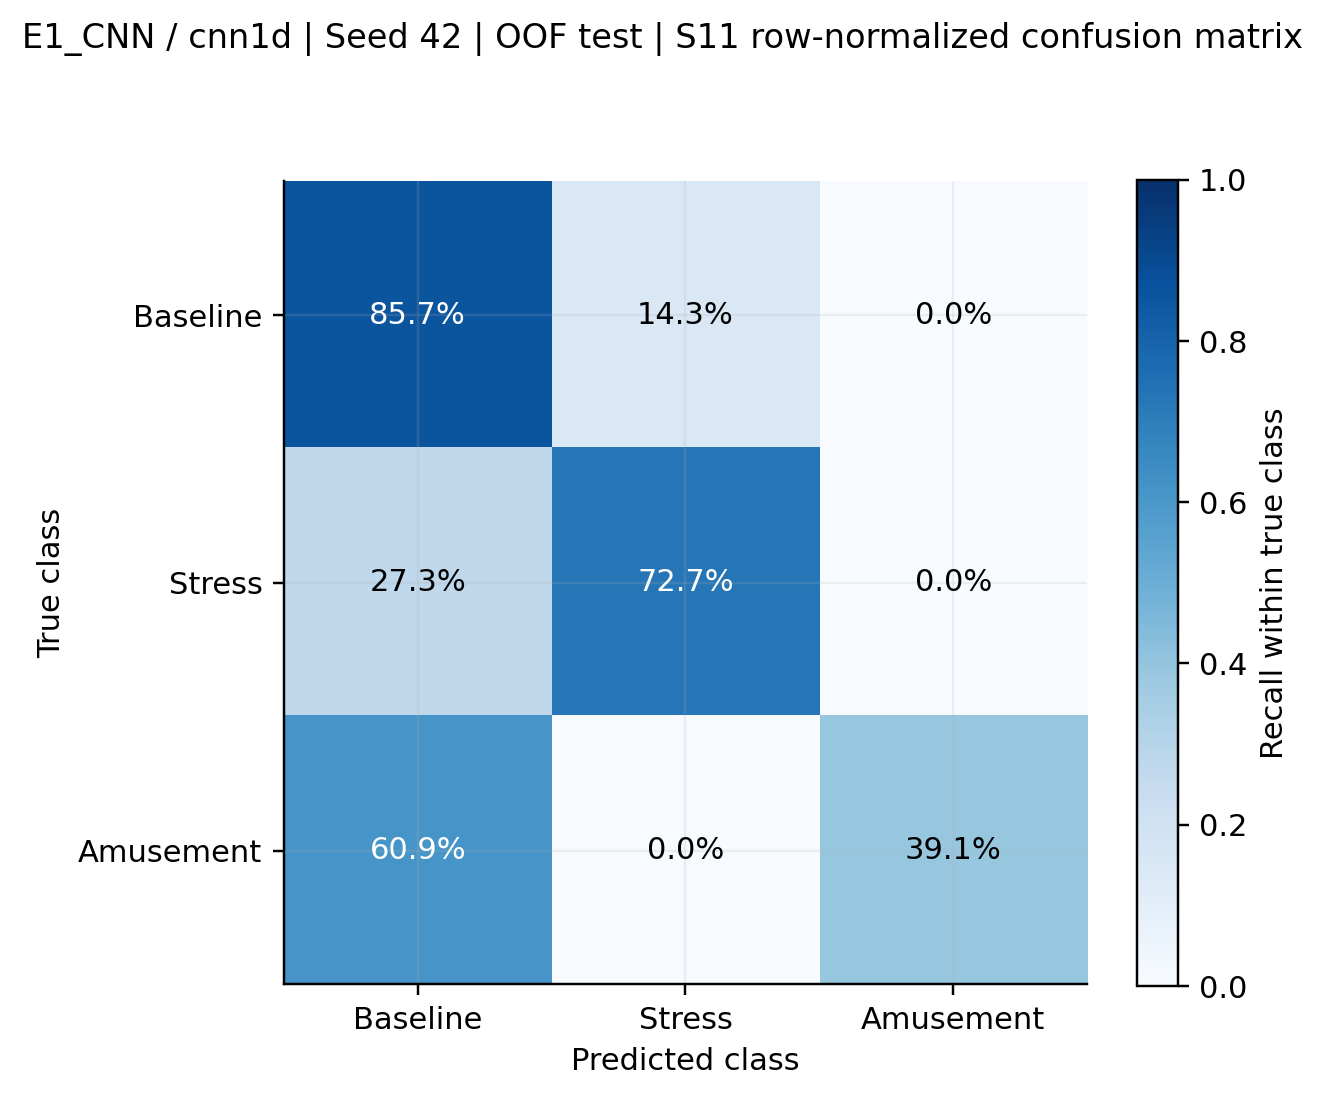 E1_CNN / cnn1d | Seed 42 | OOF test | S11 row-normalized confusion matrix
Baseline
85.7%
14.3%
0.0%
Stress
27.3%
72.7%
0.0%
Amusement
60.9%
0.0%
39.1%
Baseline
Stress
Amusement
Predicted class
True class
1.0
0.8
0.6
0.4
0.2
0.0
Recall within true class